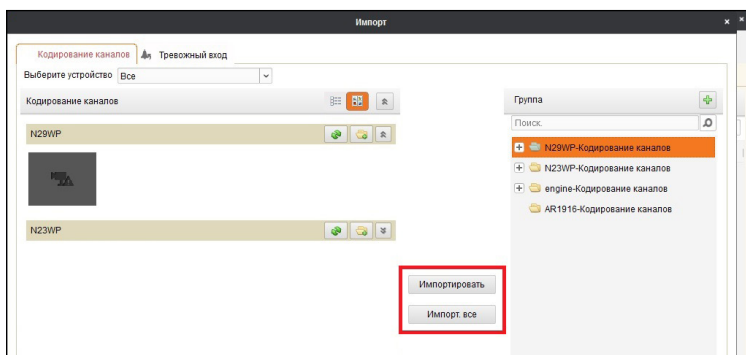 Импорт
Кодирование каналов
Тревожный вход
Выберите устройство Все
Кодирование каналов
Группа
Поиск.
N29WP
N29WP-Кодирование каналов
N23WP-Кодирование каналов
engine-Кодирование каналов
AR1916-Кодирование каналов
N23WP
Импортировать
Импорт. все